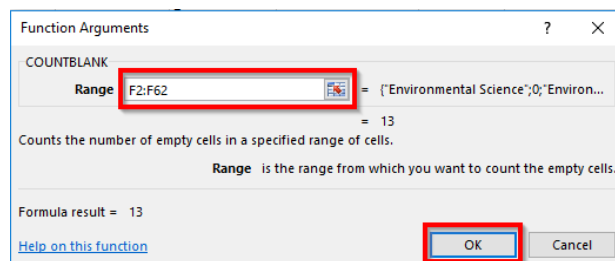 Function Arguments ? ×
COUNTBLANK
Range F2:F62 = {"Environmental Science";0;"Environ...
= 13
Counts the number of empty cells in a specified range of cells.
Range is the range from which you want to count the empty cells.
Formula result = 13
Help on this function OK Cancel